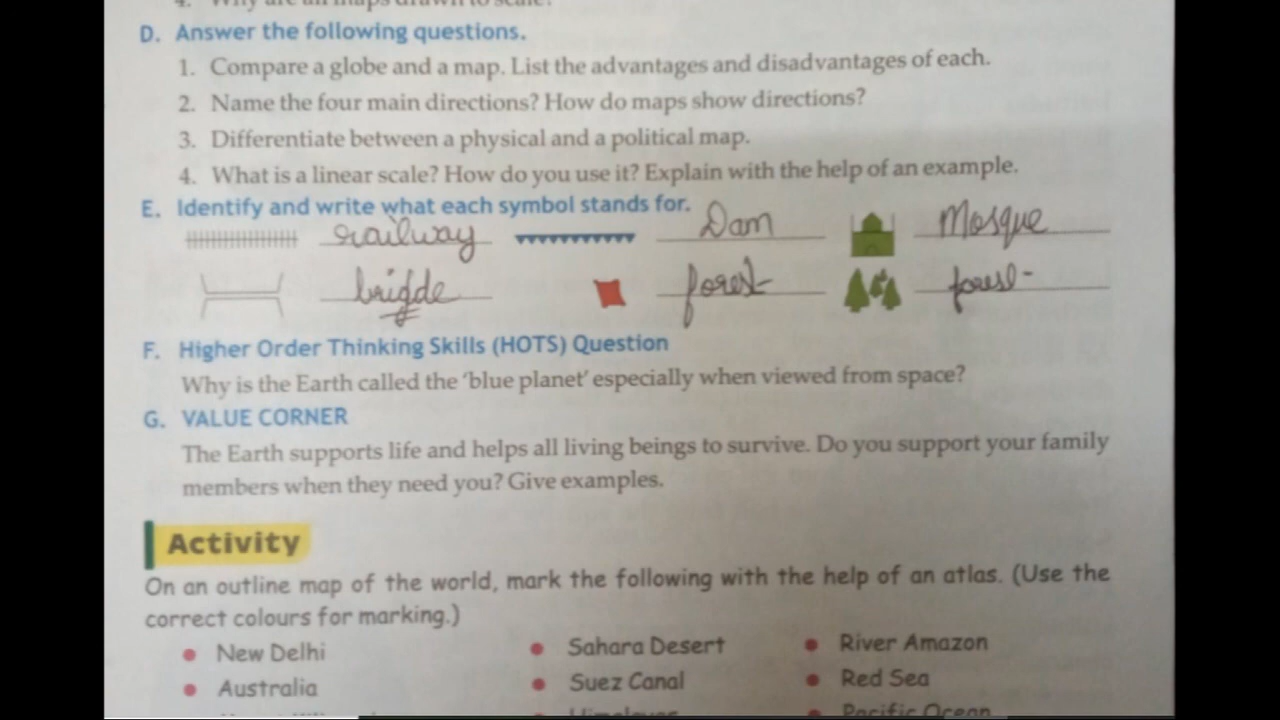 4. Why are all maps drawn to scale?
D. Answer the following questions.
1. Compare a globe and a map. List the advantages and disadvantages of each.
2. Name the four main directions? How do maps show directions?
3. Differentiate between a physical and a political map.
4. What is a linear scale? How do you use it? Explain with the help of an example.
E. Identify and write what each symbol stands for.
railway Dam Mosque
brigde forest forest
F. Higher Order Thinking Skills (HOTS) Question
Why is the Earth called the ‘blue planet’ especially when viewed from space?
G. VALUE CORNER
The Earth supports life and helps all living beings to survive. Do you support your family
members when they need you? Give examples.
Activity
On an outline map of the world, mark the following with the help of an atlas. (Use the
correct colours for marking.)
• New Delhi • Sahara Desert • River Amazon
• Australia • Suez Canal • Red Sea
Himalayas Pacific Ocean